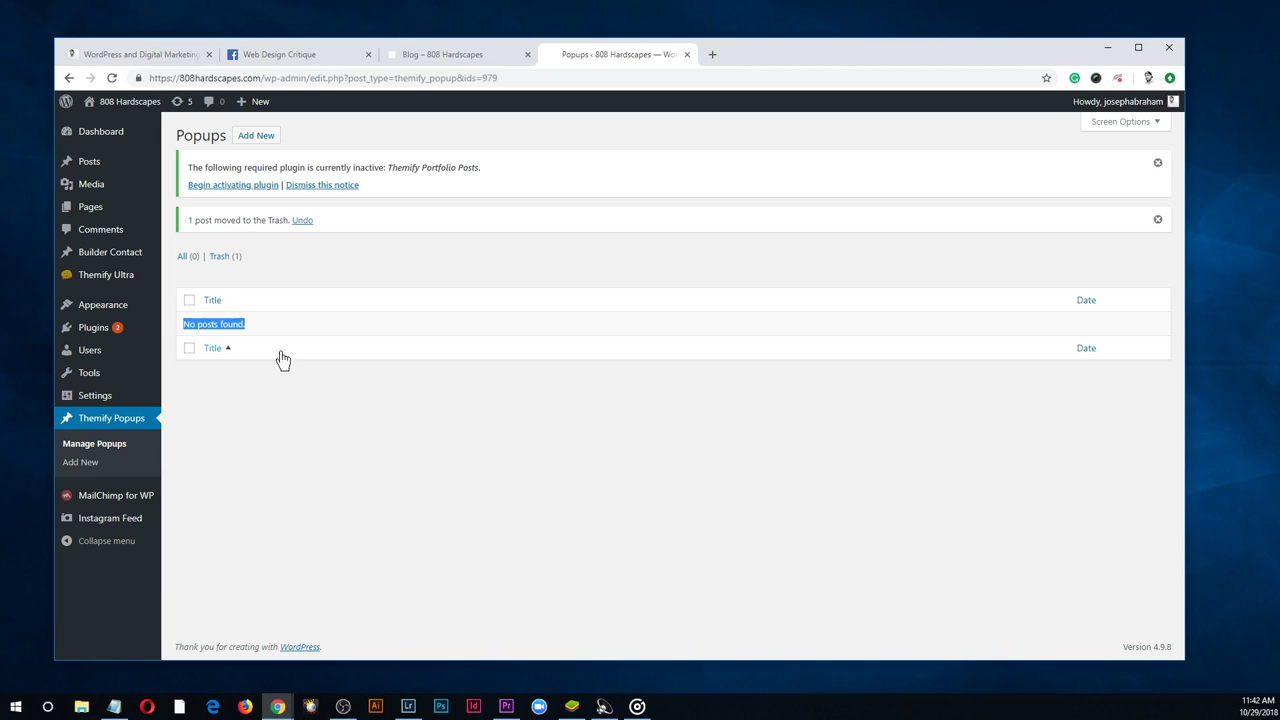 WordPress and Digital Marketing
Web Design Critique
Blog – 808 Hardscapes
Popups ‹ 808 Hardscapes — Wo
https://808hardscapes.com/wp-admin/edit.php?post_type=themify_popup&ids=979
808 Hardscapes
5
0
New
Howdy, josephabraham
Screen Options
Dashboard
Posts
Media
Pages
Comments
Builder Contact
Themify Ultra
Appearance
Plugins 2
Users
Tools
Settings
Themify Popups
Manage Popups
Add New
MailChimp for WP
Instagram Feed
Collapse menu
Popups Add New
The following required plugin is currently inactive: Themify Portfolio Posts.
Begin activating plugin | Dismiss this notice
1 post moved to the Trash. Undo
All (0) | Trash (1)
Title Date
No posts found.
Title Date
Thank you for creating with WordPress.
Version 4.9.8
Ai
Lr
Ps
Id
Pr
11:42 AM
10/29/2018